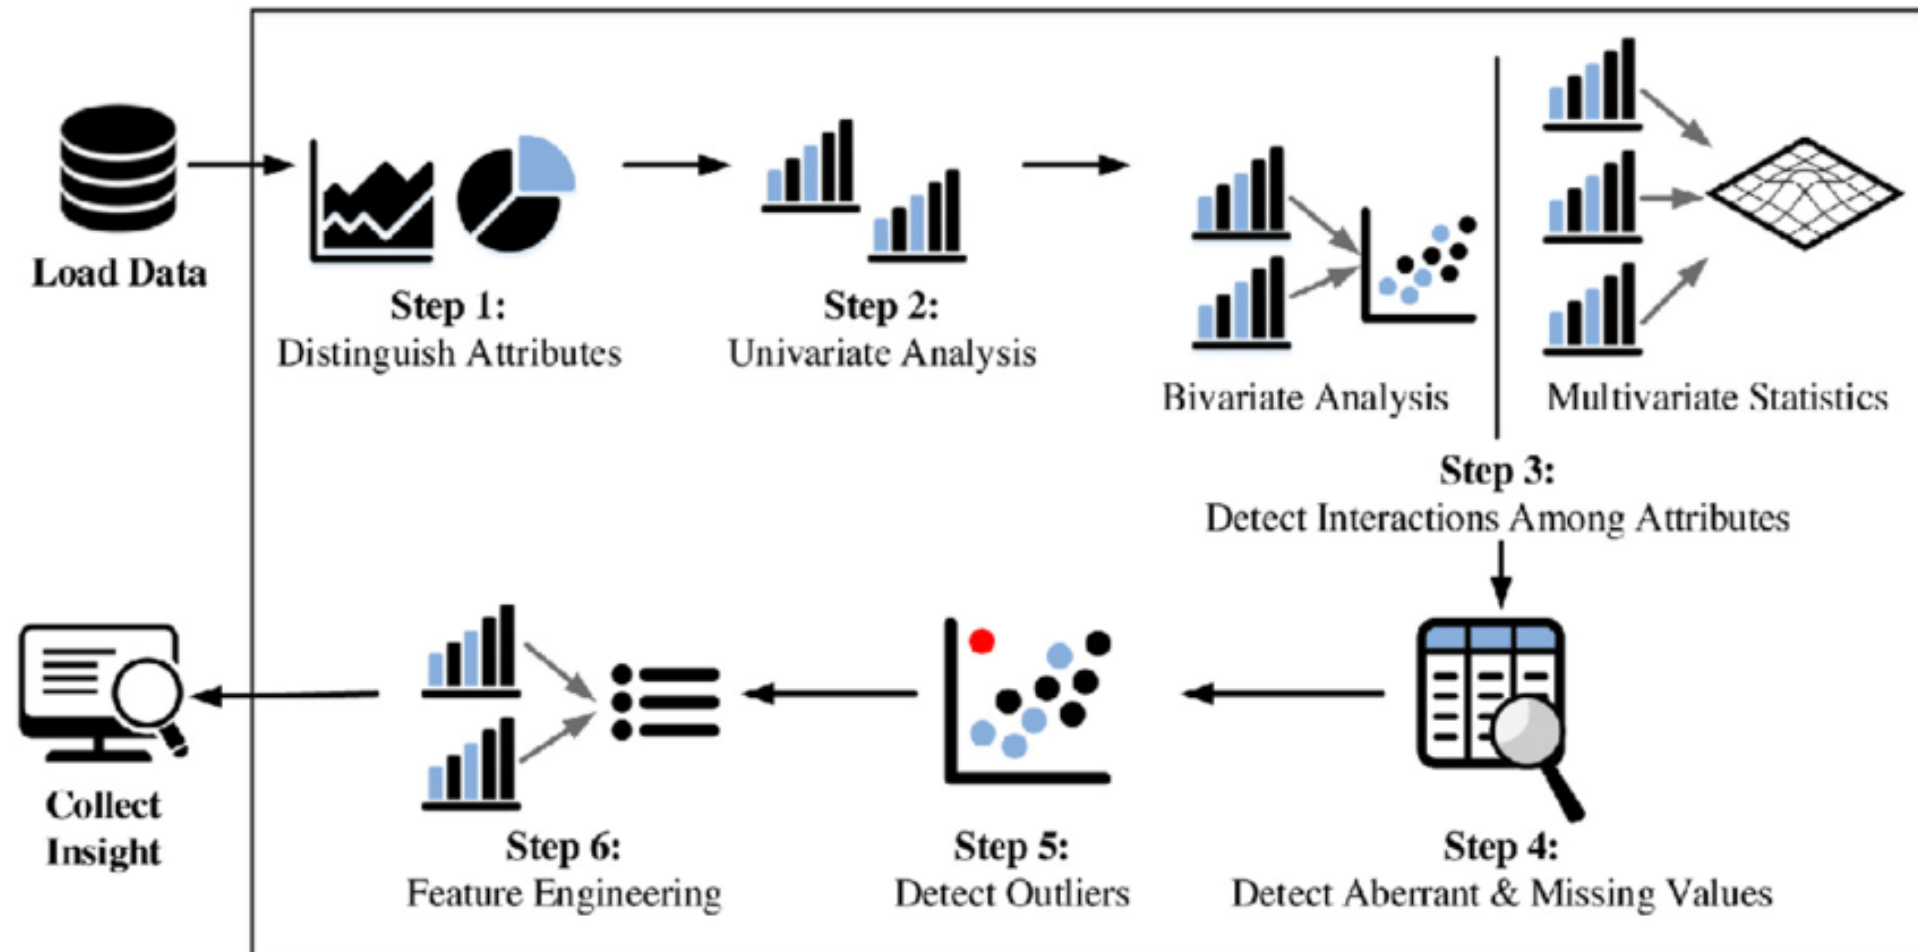 Load Data
Step 1:
Distinguish Attributes
Step 2:
Univariate Analysis
Bivariate Analysis
Multivariate Statistics
Step 3:
Detect Interactions Among Attributes
Step 4:
Detect Aberrant & Missing Values
Step 5:
Detect Outliers
Step 6:
Feature Engineering
Collect
Insight